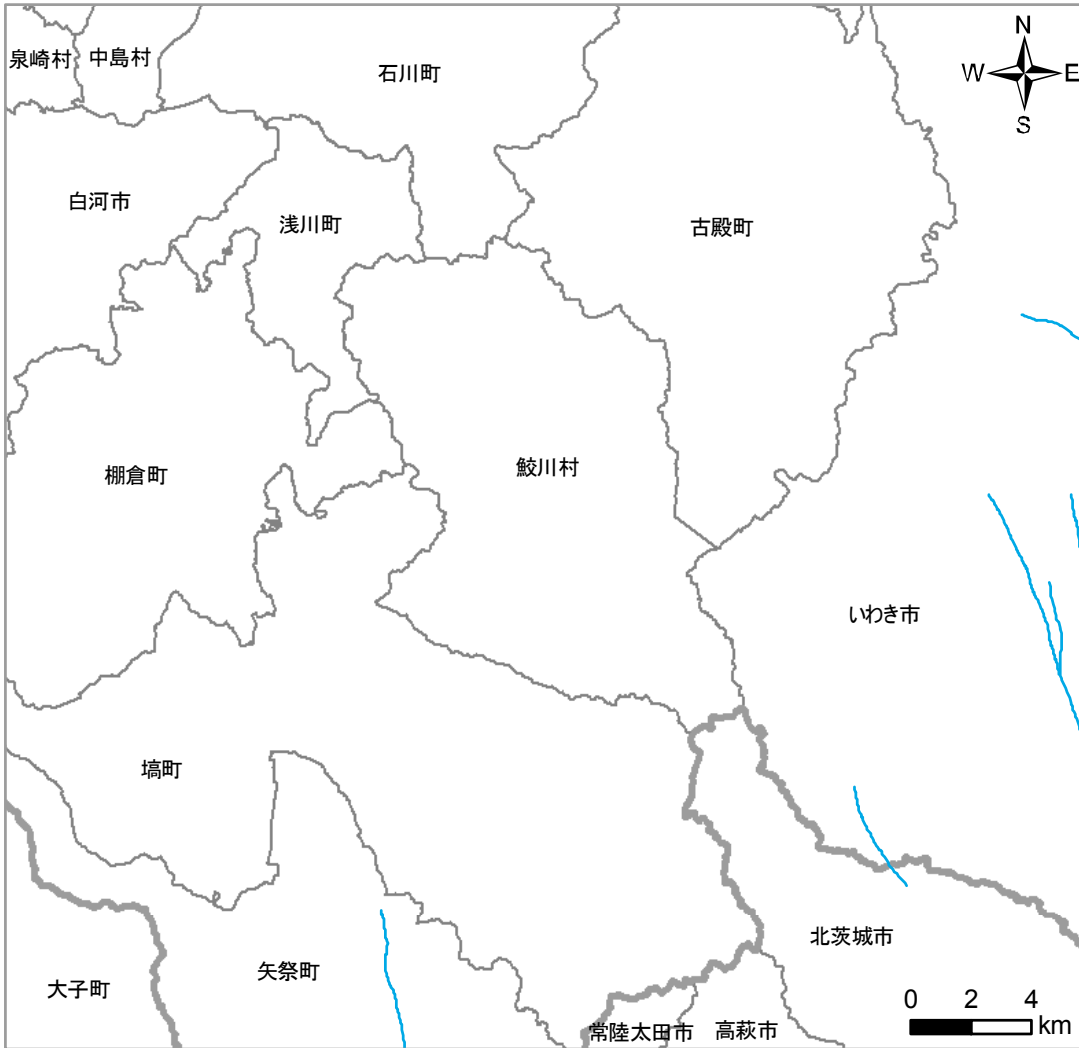 泉崎村
中島村
石川町
N
W
E
S
白河市
浅川町
古殿町
棚倉町
鮫川村
いわき市
塙町
北茨城市
矢祭町
大子町
常陸太田市
高萩市
0 2 4
km